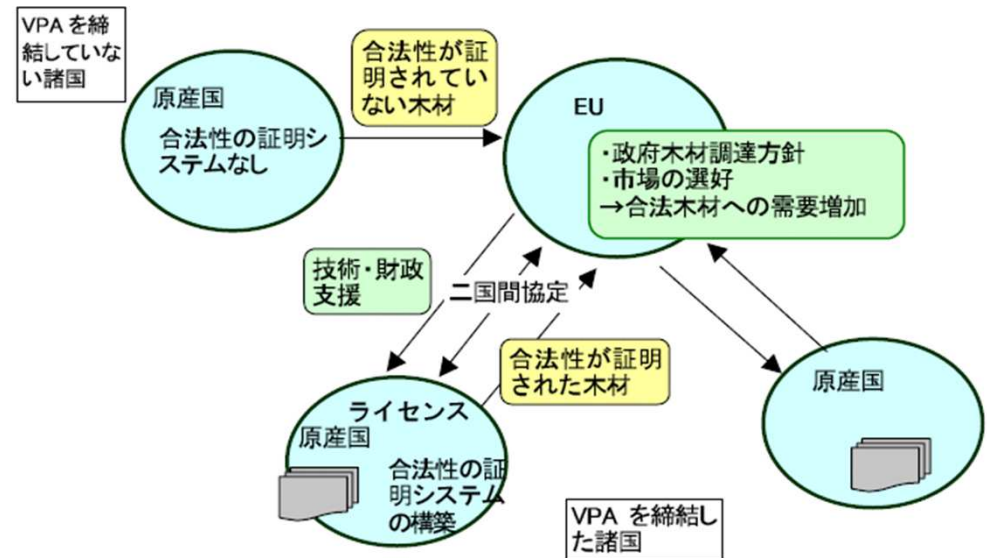 VPAを締
結していな
い諸国
原産国
合法性の証明シ
ステムなし
合法性が証
明されてい
ない木材
EU
・政府木材調達方針
・市場の選好
→合法木材への需要増加
技術・財政
支援
二国間協定
合法性が証明
された木材
ライセンス
原産国
合法性の証
明システム
の構築
原産国
VPA を締結し
た諸国